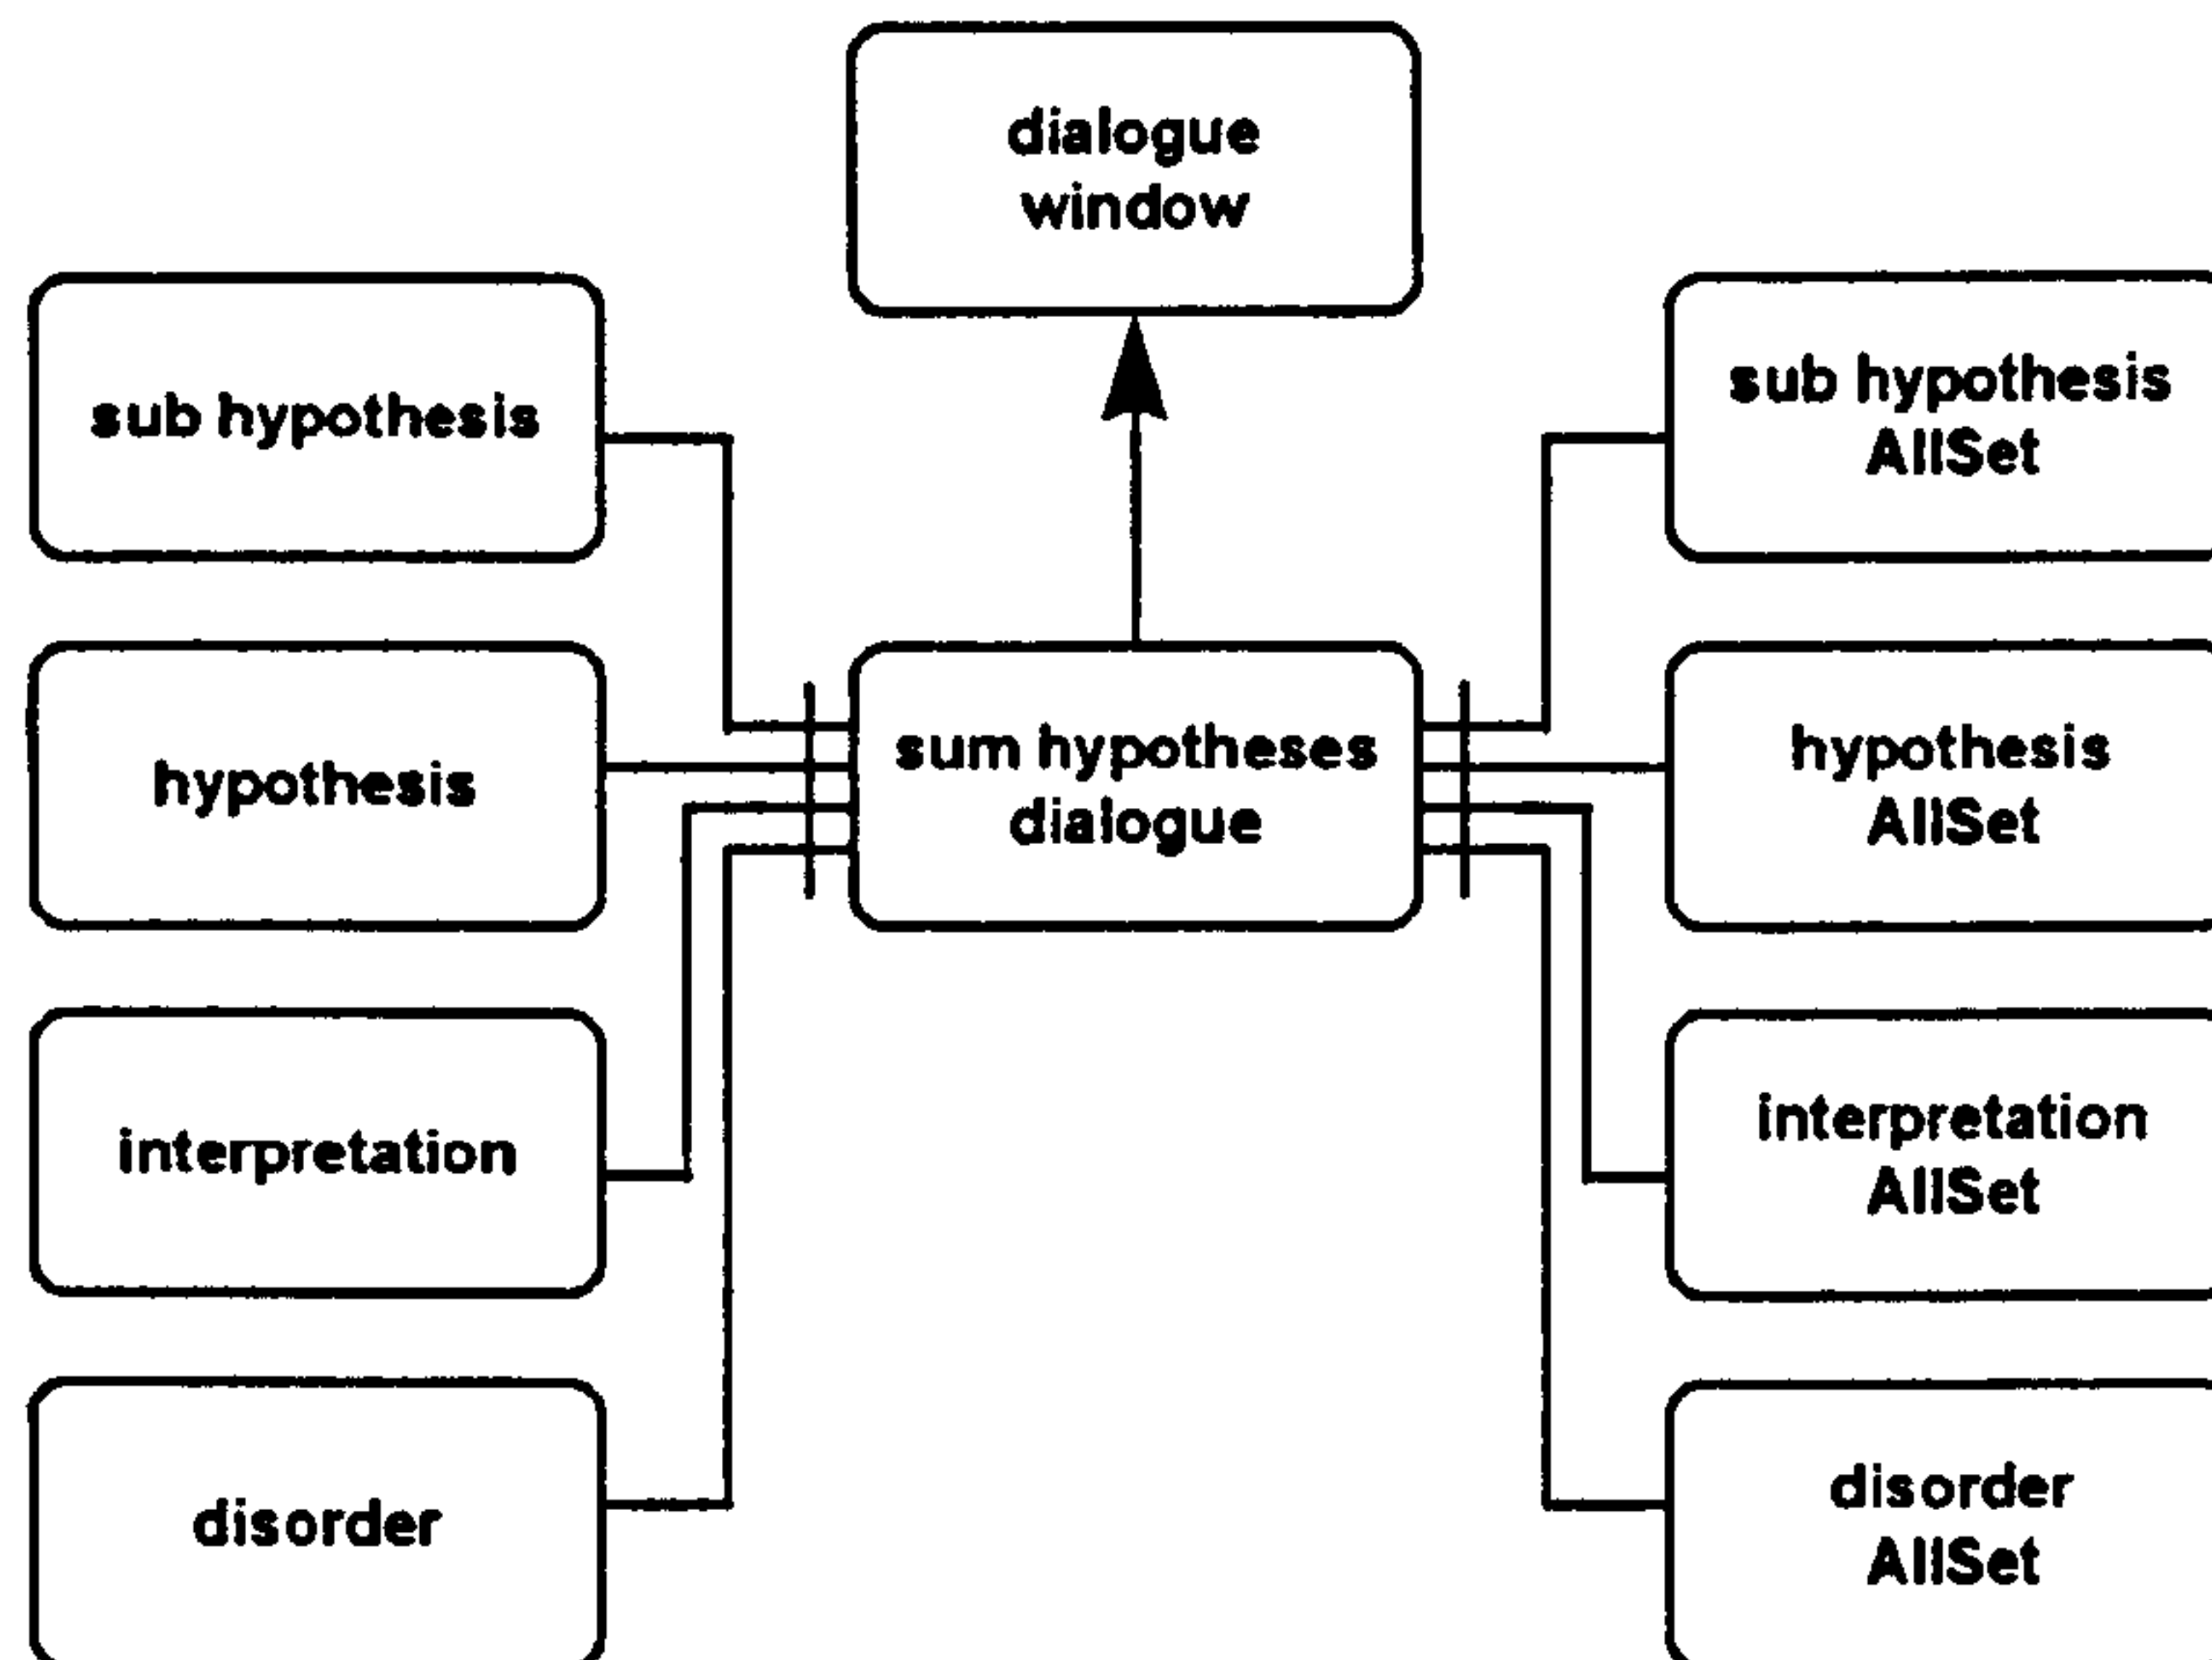 dialogue
window
sub hypothesis
sub hypothesis
AllSet
hypothesis
sum hypotheses
dialogue
hypothesis
AllSet
interpretation
interpretation
AllSet
disorder
disorder
AllSet